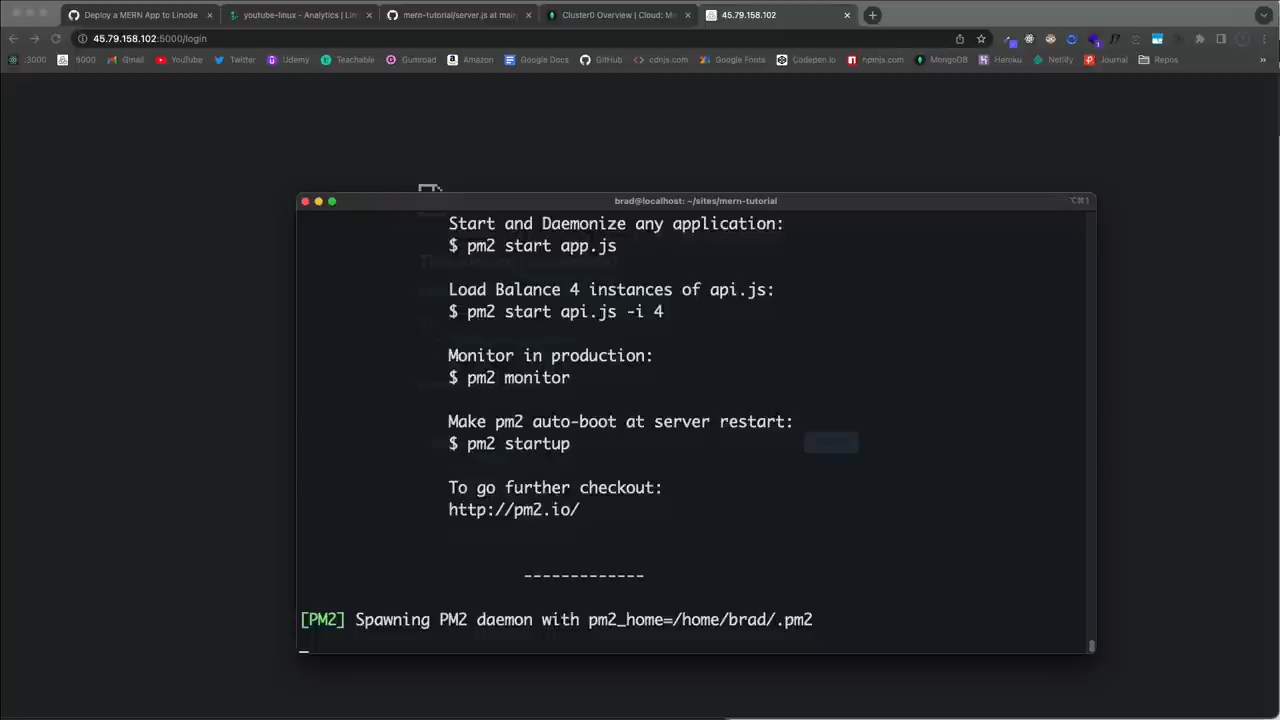 Deploy a MERN App to Linode
youtube-linux - Analytics | Lin
mern-tutorial/server.js at main
Cluster0 Overview | Cloud: Mo
45.79.158.102
45.79.158.102:5000/login
:3000
:5000
Gmail
YouTube
Twitter
Udemy
Teachable
Gumroad
Amazon
Google Docs
GitHub
cdnjs.com
Google Fonts
Codepen.io
npmjs.com
MongoDB
Heroku
Netlify
Journal
Repos
brad@localhost: ~/sites/mern-tutorial
⌥⌘1
Start and Daemonize any application:
$ pm2 start app.js
Load Balance 4 instances of api.js:
$ pm2 start api.js -i 4
Monitor in production:
$ pm2 monitor
Make pm2 auto-boot at server restart:
$ pm2 startup
To go further checkout:
http://pm2.io/
-------------
[PM2] Spawning PM2 daemon with pm2_home=/home/brad/.pm2